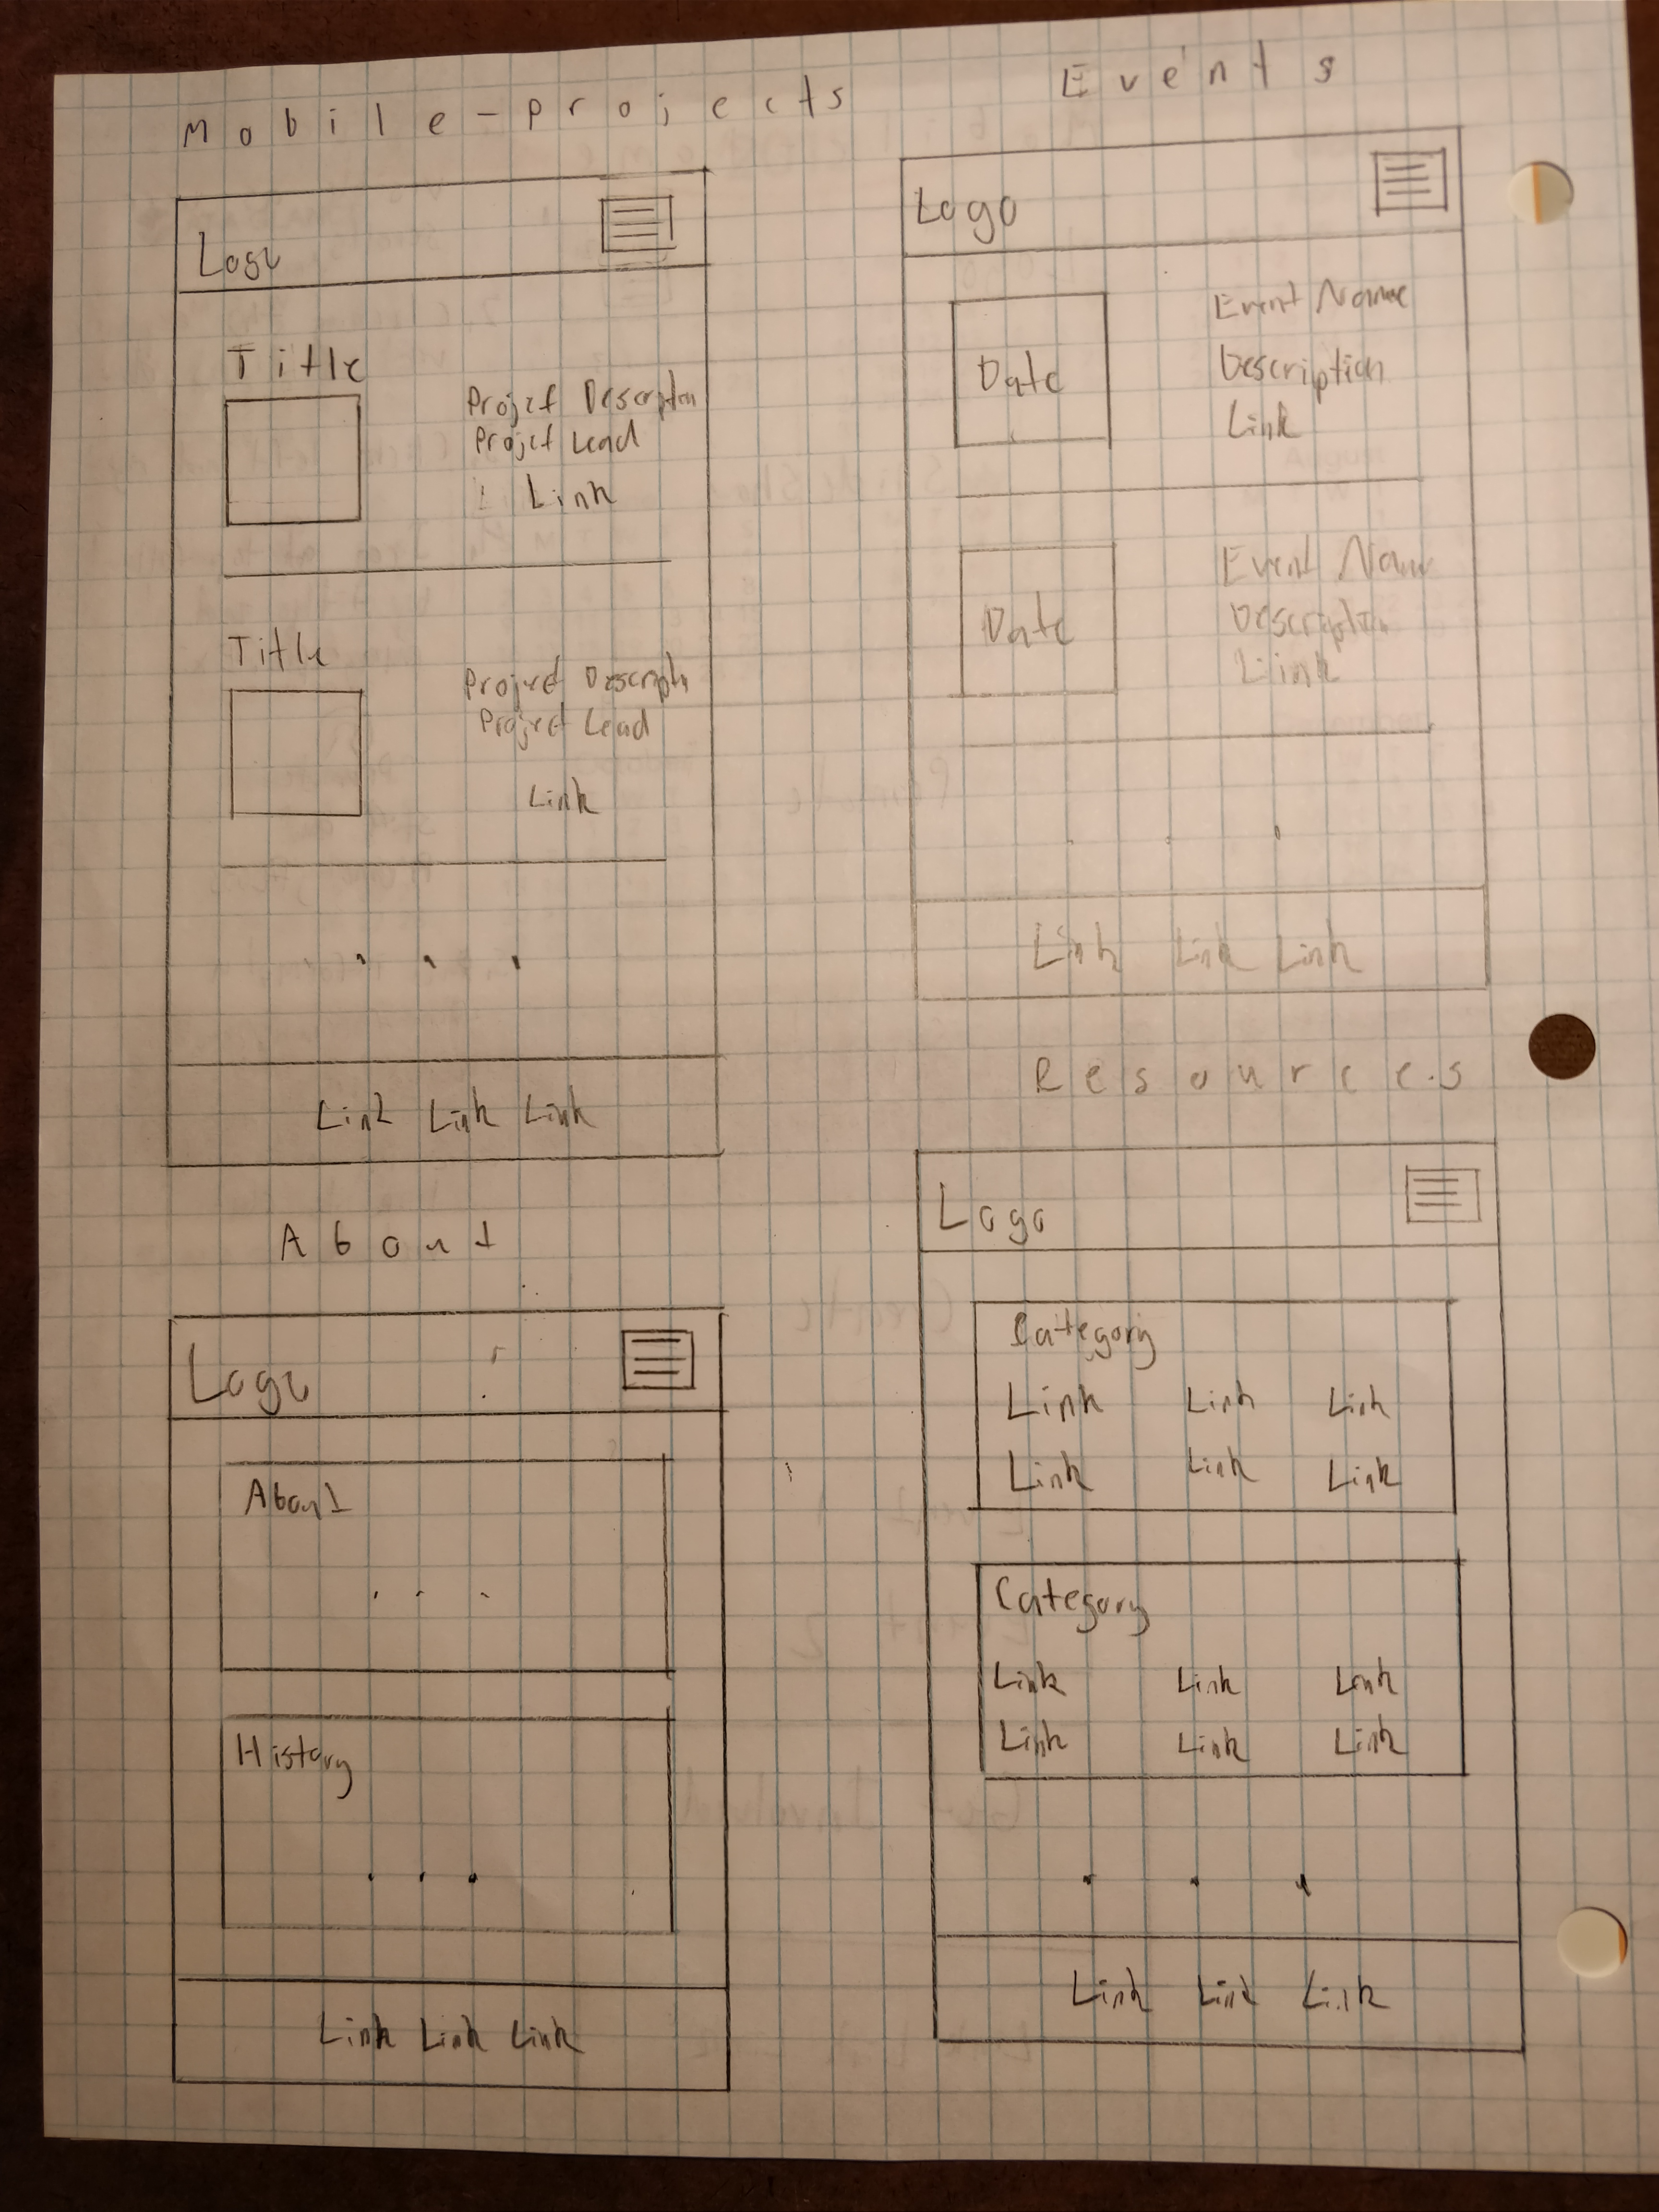 Mobile-projects
Logo
Title
Project Description
Project Lead
Link
Title
Project Descripti
Project Lead
Link
. . .
Link Link Link
Events
Logo
Date
Event Name
Description
Link
Date
Event Name
Description
Link
. . .
Link Link Link
About
Logo
About
. . .
History
. . .
Link Link Link
Resources
Logo
Category
Link Link Link
Link Link Link
Category
Link Link Link
Link Link Link
. . .
Link Link Link